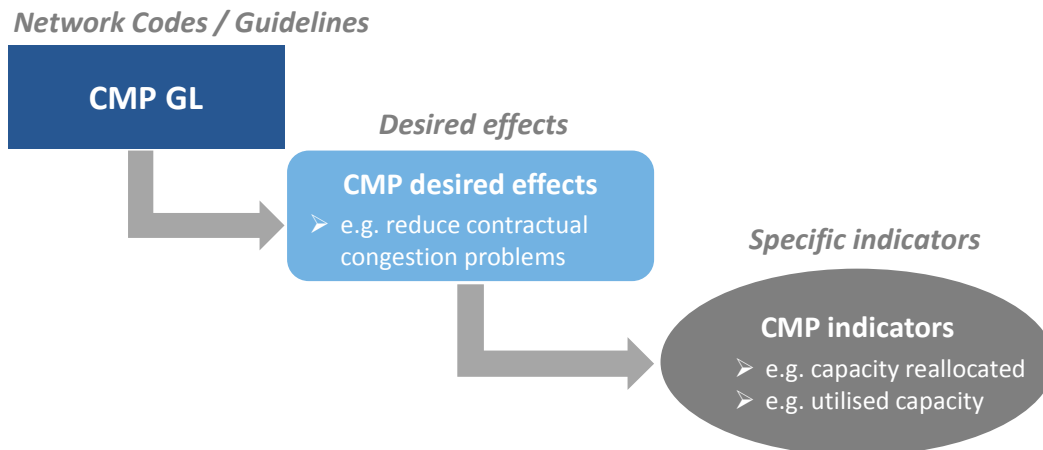 Network Codes / Guidelines
CMP GL
Desired effects
CMP desired effects
➢ e.g. reduce contractual
congestion problems
Specific indicators
CMP indicators
➢ e.g. capacity reallocated
➢ e.g. utilised capacity